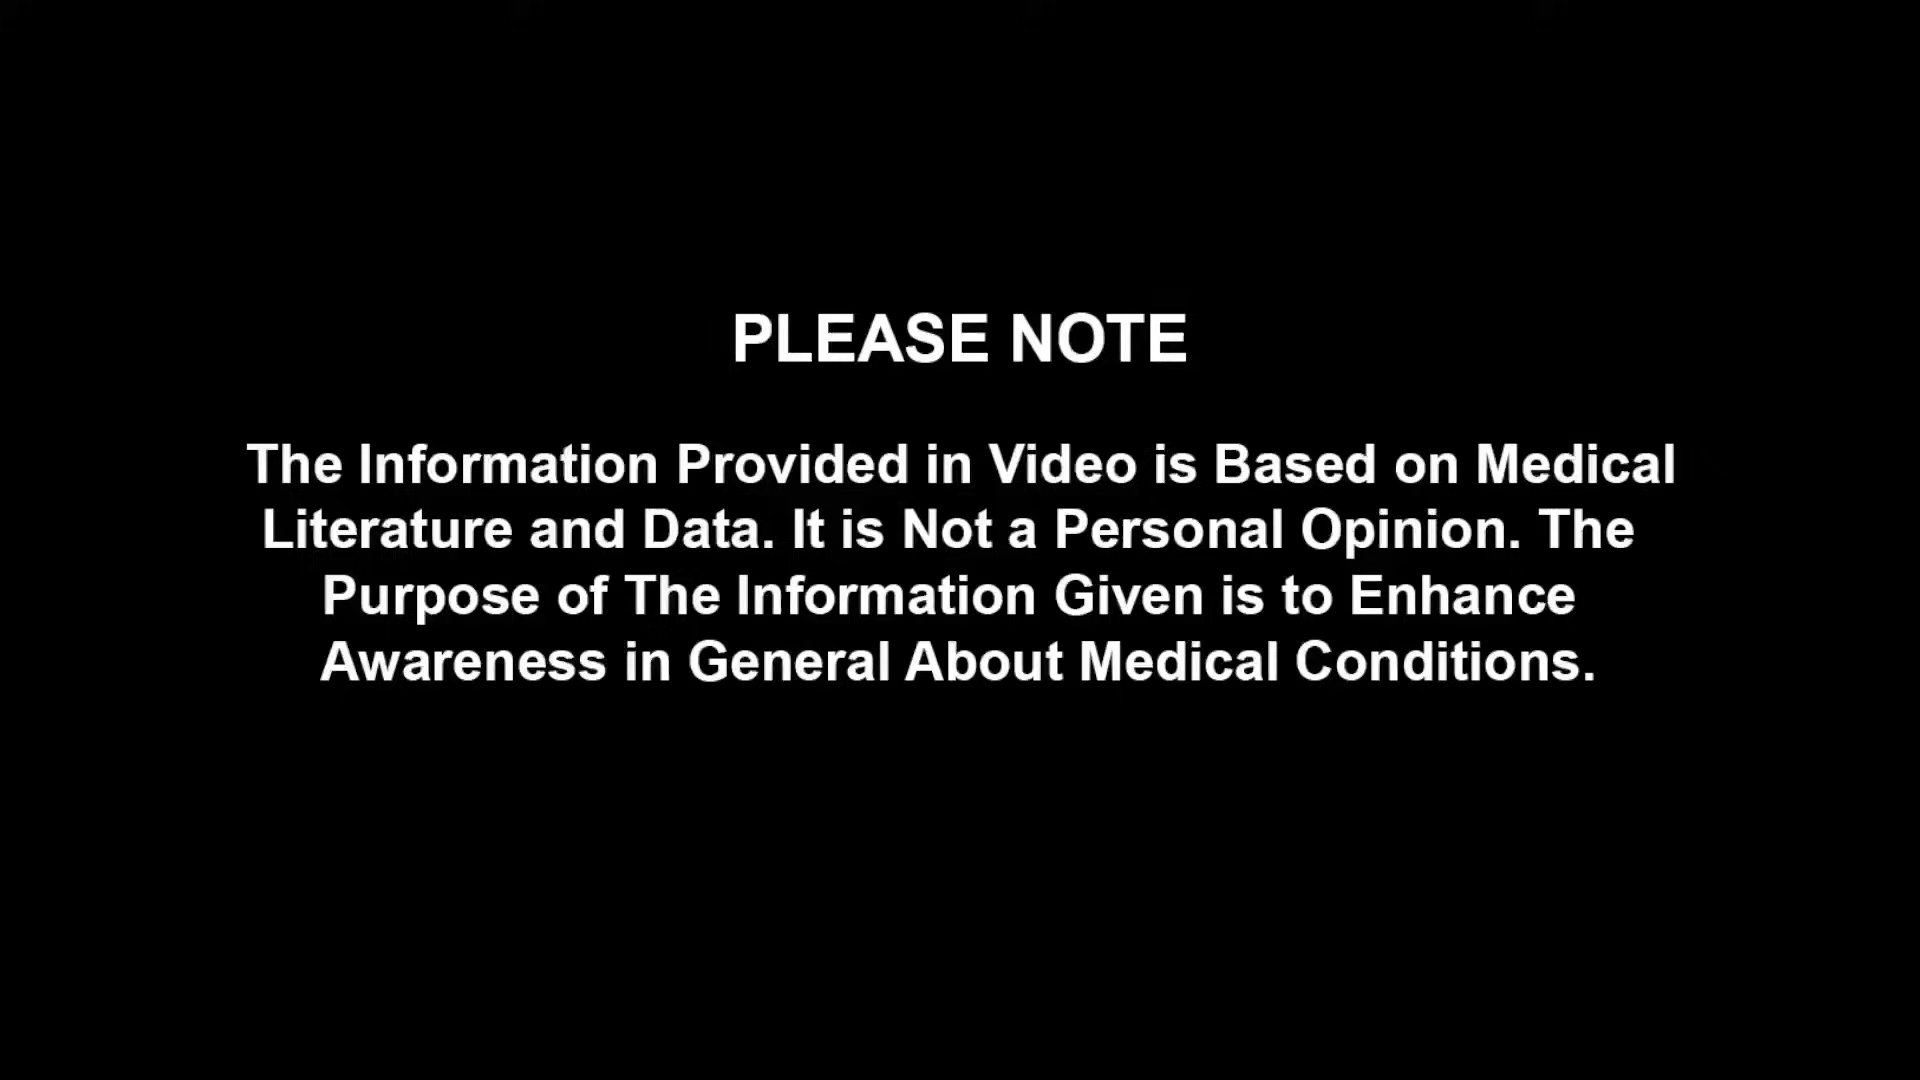 PLEASE NOTE
The Information Provided in Video is Based on Medical
Literature and Data. It is Not a Personal Opinion. The
Purpose of The Information Given is to Enhance
Awareness in General About Medical Conditions.